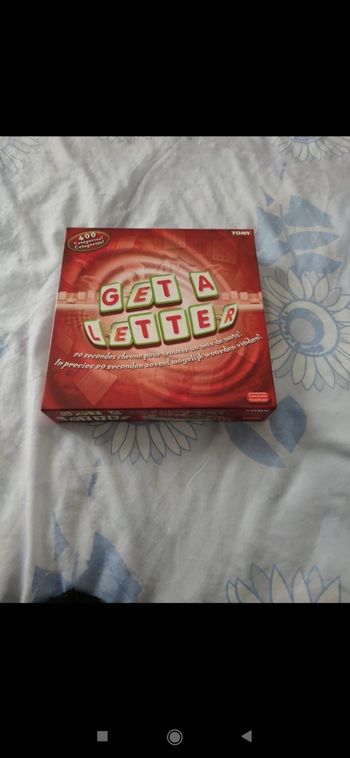 400
Catégories!
Categorieën!
TOMY
GET A
LETTER
90 secondes chrono pour trouver un max de mots!
In precies 90 seconden zoveel mogelijk woorden vinden!
TOMY